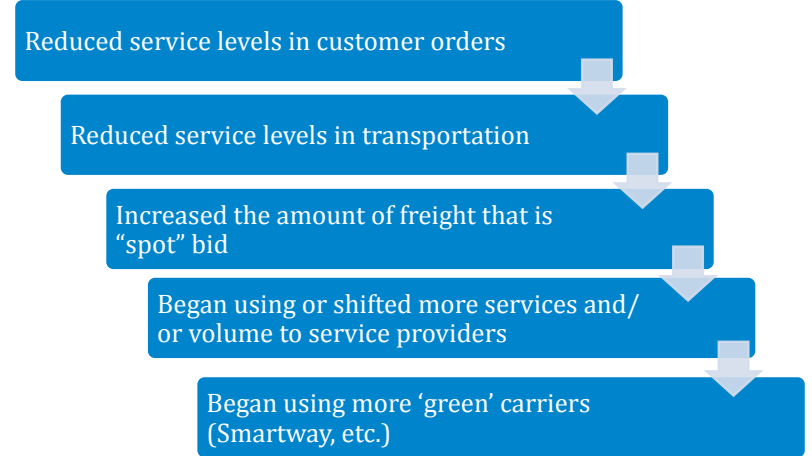 Reduced service levels in customer orders
Reduced service levels in transportation
Increased the amount of freight that is
“spot” bid
Began using or shifted more services and/
or volume to service providers
Began using more ‘green’ carriers
(Smartway, etc.)